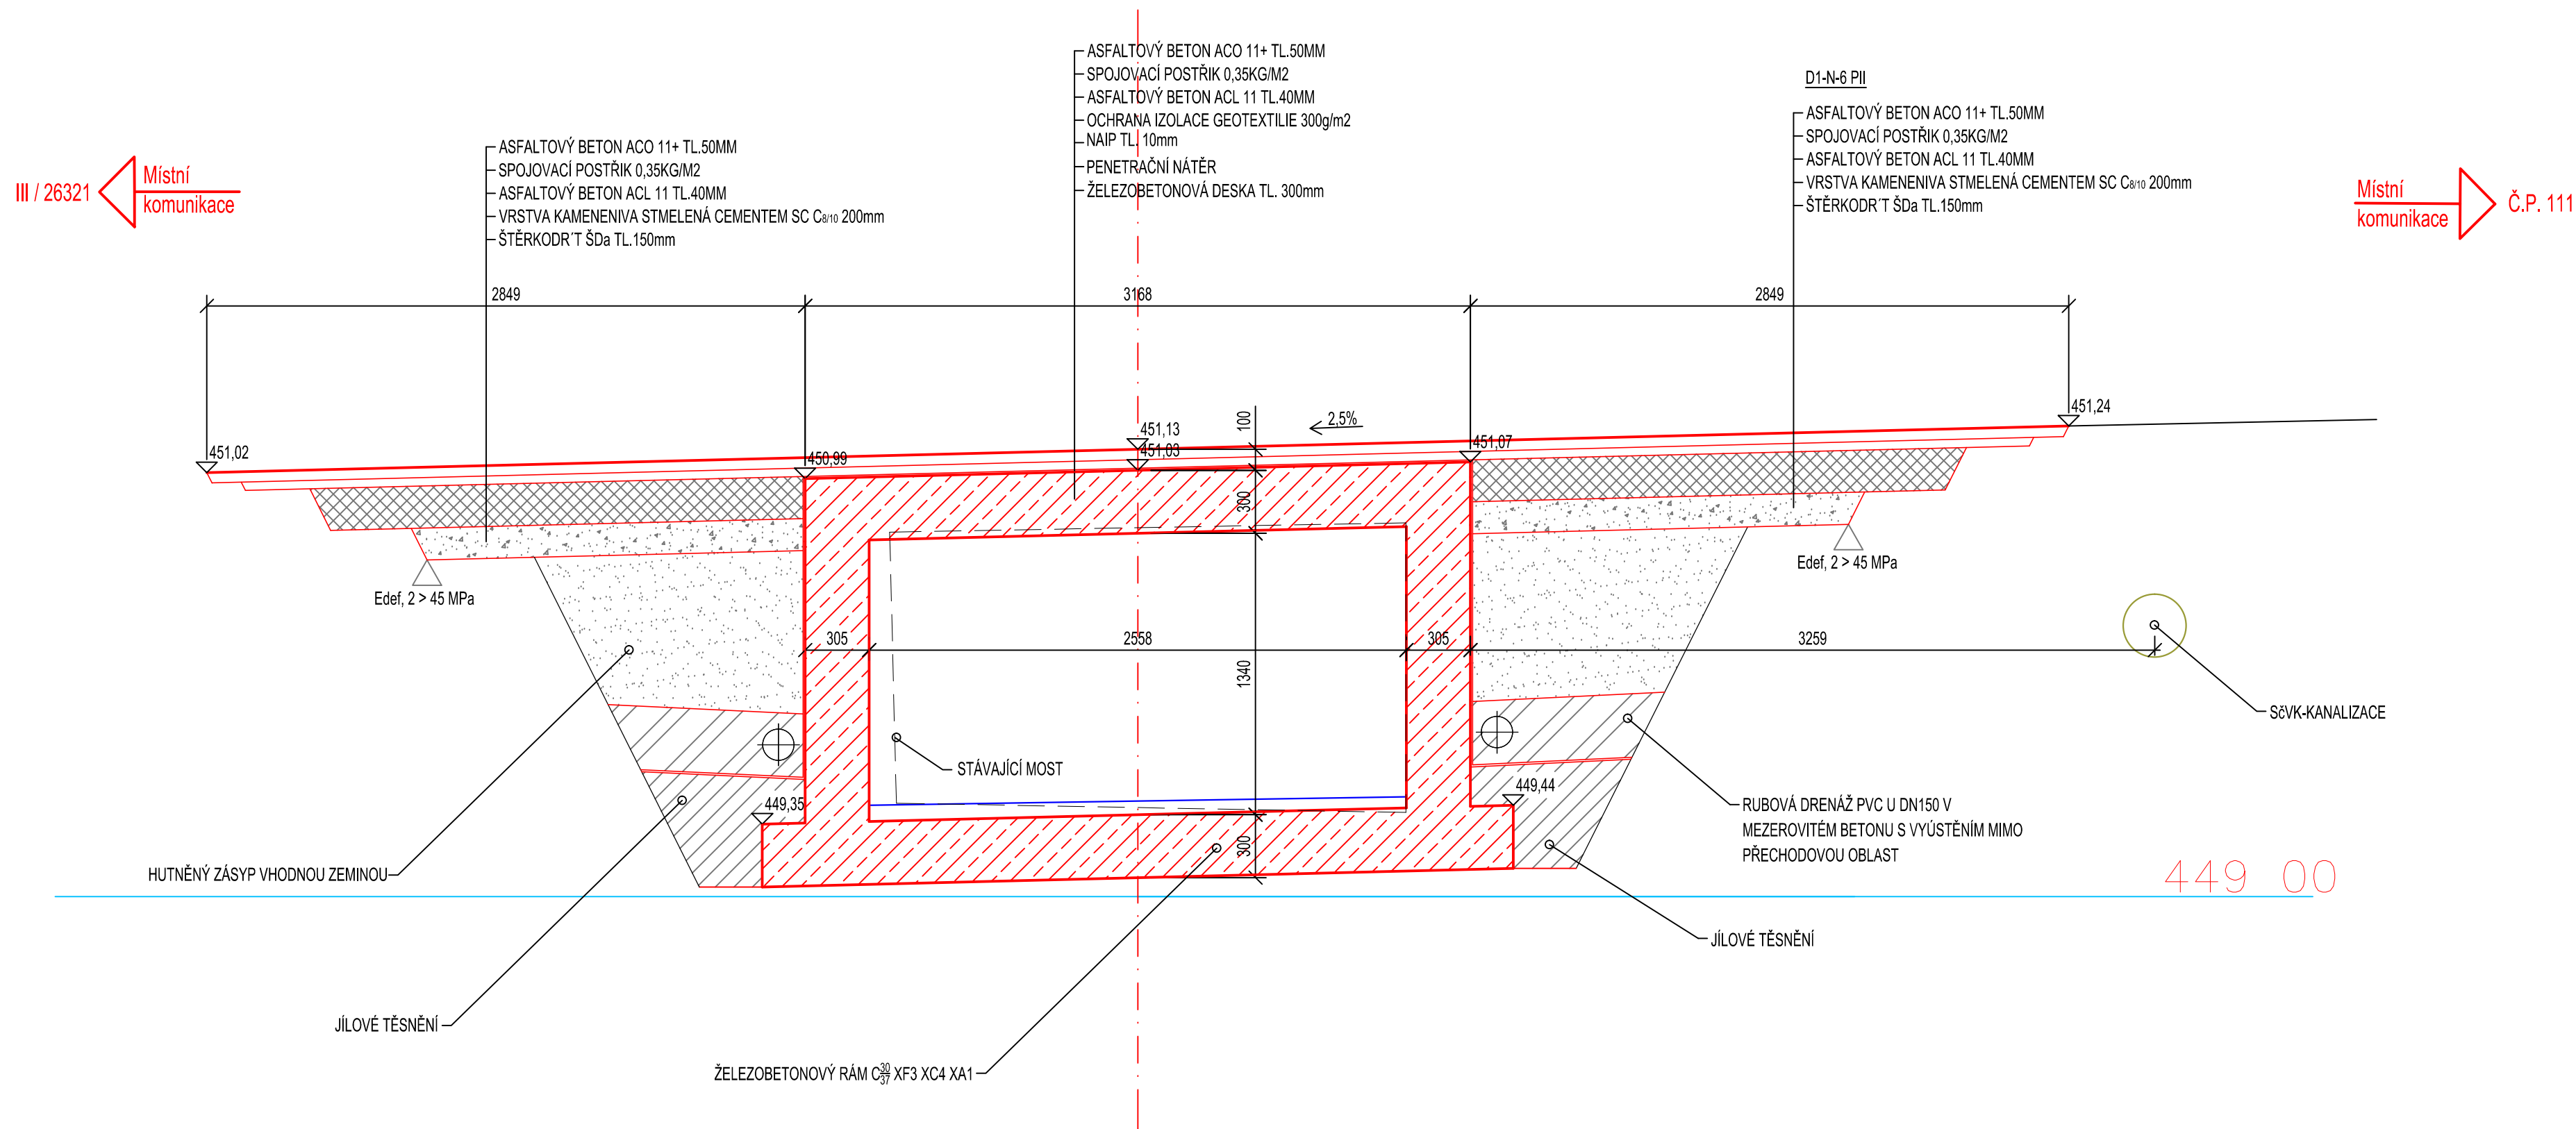 ASFALTOVÝ BETON ACO 11+ TL.50MM
SPOJOVACÍ POSTŘIK 0,35KG/M2
ASFALTOVÝ BETON ACL 11 TL.40MM
OCHRANA IZOLACE GEOTEXTILIE 300g/m2
NAIP TL. 10mm
PENETRAČNÍ NÁTĚR
ŽELEZOBETONOVÁ DESKA TL. 300mm
D1-N-6 PII
ASFALTOVÝ BETON ACO 11+ TL.50MM
SPOJOVACÍ POSTŘIK 0,35KG/M2
ASFALTOVÝ BETON ACL 11 TL.40MM
VRSTVA KAMENENIVA STMELENÁ CEMENTEM SC C8/10 200mm
ŠTĚRKODR´T ŠDa TL.150mm
ASFALTOVÝ BETON ACO 11+ TL.50MM
SPOJOVACÍ POSTŘIK 0,35KG/M2
ASFALTOVÝ BETON ACL 11 TL.40MM
VRSTVA KAMENENIVA STMELENÁ CEMENTEM SC C8/10 200mm
ŠTĚRKODR´T ŠDa TL.150mm
III / 26321
Místní
komunikace
Místní
komunikace
Č.P. 111
2849
3168
2849
451,02
450,99
451,13
451,03
100
2,5%
451,07
451,24
300
Edef, 2 > 45 MPa
Edef, 2 > 45 MPa
305
2558
305
3259
1340
SčVK-KANALIZACE
STÁVAJÍCÍ MOST
449,35
449,44
300
RUBOVÁ DRENÁŽ PVC U DN150 V
MEZEROVITÉM BETONU S VYÚSTĚNÍM MIMO
PŘECHODOVOU OBLAST
HUTNĚNÝ ZÁSYP VHODNOU ZEMINOU
449 00
JÍLOVÉ TĚSNĚNÍ
JÍLOVÉ TĚSNĚNÍ
ŽELEZOBETONOVÝ RÁM C30/37 XF3 XC4 XA1